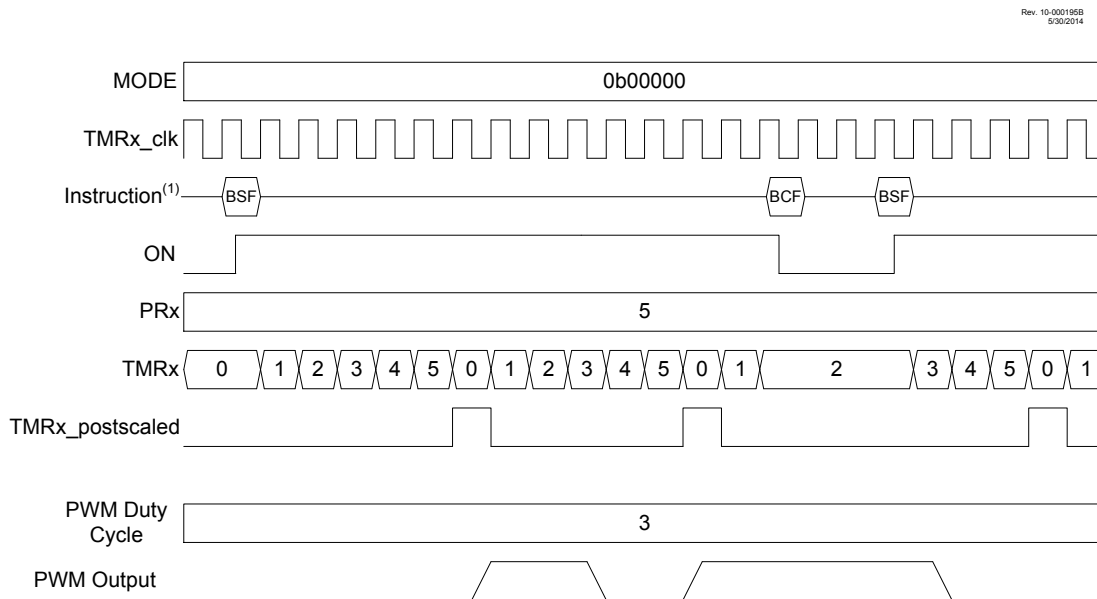 Rev. 10-000195B
5/30/2014
MODE 0b00000
TMRx_clk
Instruction(1) BSF BCF BSF
ON
PRx 5
TMRx 0 1 2 3 4 5 0 1 2 3 4 5 0 1 2 3 4 5 0 1
TMRx_postscaled
PWM Duty
Cycle 3
PWM Output